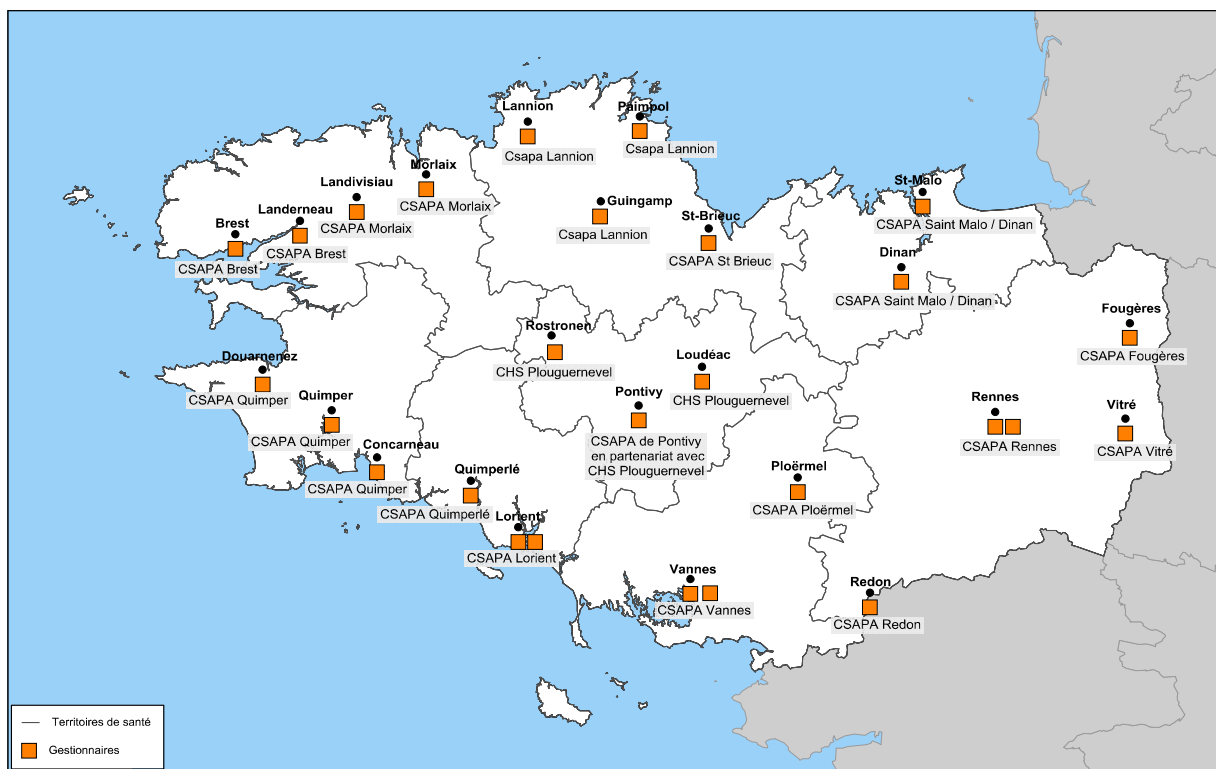 Lannion
Csapa Lannion
Paimpol
Csapa Lannion
Morlaix
CSAPA Morlaix
Landivisiau
CSAPA Morlaix
Landerneau
CSAPA Brest
Brest
CSAPA Brest
Guingamp
Csapa Lannion
St-Brieuc
CSAPA St Brieuc
St-Malo
CSAPA Saint Malo / Dinan
Dinan
CSAPA Saint Malo / Dinan
Fougères
CSAPA Fougères
Rostronen
CHS Plouguernevel
Loudéac
CHS Plouguernevel
Douarnenez
CSAPA Quimper
Quimper
CSAPA Quimper
Concarneau
CSAPA Quimper
Pontivy
CSAPA de Pontivy
en partenariat avec
CHS Plouguernevel
Rennes
CSAPA Rennes
Vitré
CSAPA Vitré
Quimperlé
CSAPA Quimperlé
Ploërmel
CSAPA Ploërmel
Lorient
CSAPA Lorient
Vannes
CSAPA Vannes
Redon
CSAPA Redon
Territoires de santé
Gestionnaires